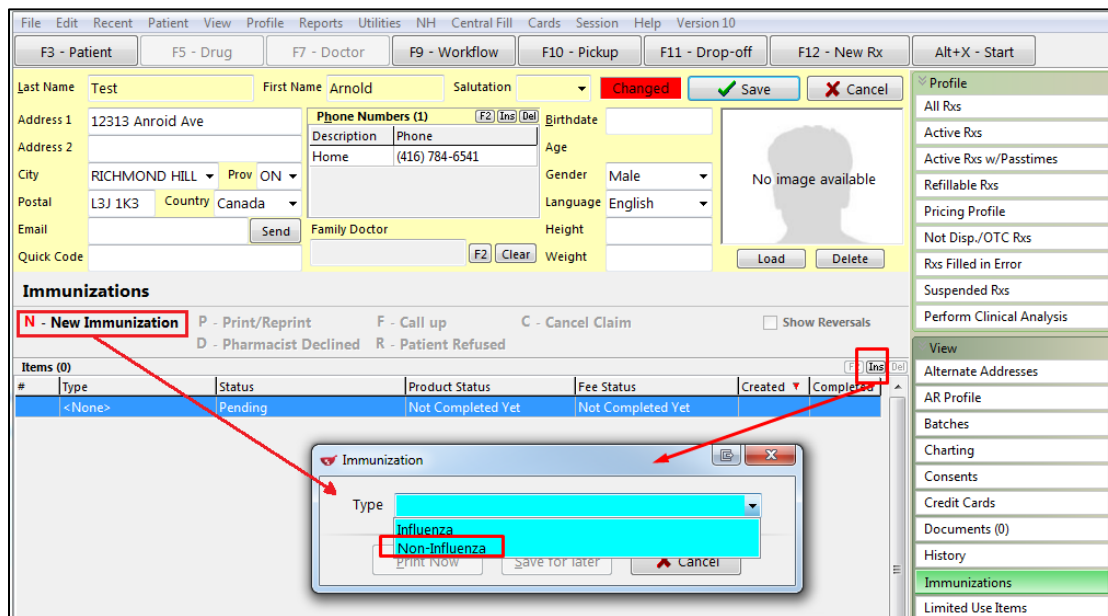 File Edit Recent Patient View Profile Reports Utilities NH Central Fill Cards Session Help Version 10
F3 - Patient F5 - Drug F7 - Doctor F9 - Workflow F10 - Pickup F11 - Drop-off F12 - New Rx Alt+X - Start
Last Name Test First Name Arnold Salutation Changed Save Cancel
Address 1 12313 Anroid Ave
Address 2
City RICHMOND HILL Prov ON
Postal L3J 1K3 Country Canada
Email Send
Quick Code
Phone Numbers (1) F2 Ins Del
Description Phone
Home (416) 784-6541
Family Doctor
F2 Clear
Birthdate
Age
Gender Male
Language English
Height
Weight
No image available
Load Delete
Immunizations
N - New Immunization P - Print/Reprint F - Call up C - Cancel Claim Show Reversals
D - Pharmacist Declined R - Patient Refused
Items (0) F2 Ins Del
# Type Status Product Status Fee Status Created Completed
<None> Pending Not Completed Yet Not Completed Yet
Immunization
Type
Influenza
Non-Influenza
Print Now Save for later Cancel
Profile
All Rxs
Active Rxs
Active Rxs w/Passtimes
Refillable Rxs
Pricing Profile
Not Disp./OTC Rxs
Rxs Filled in Error
Suspended Rxs
Perform Clinical Analysis
View
Alternate Addresses
AR Profile
Batches
Charting
Consents
Credit Cards
Documents (0)
History
Immunizations
Limited Use Items